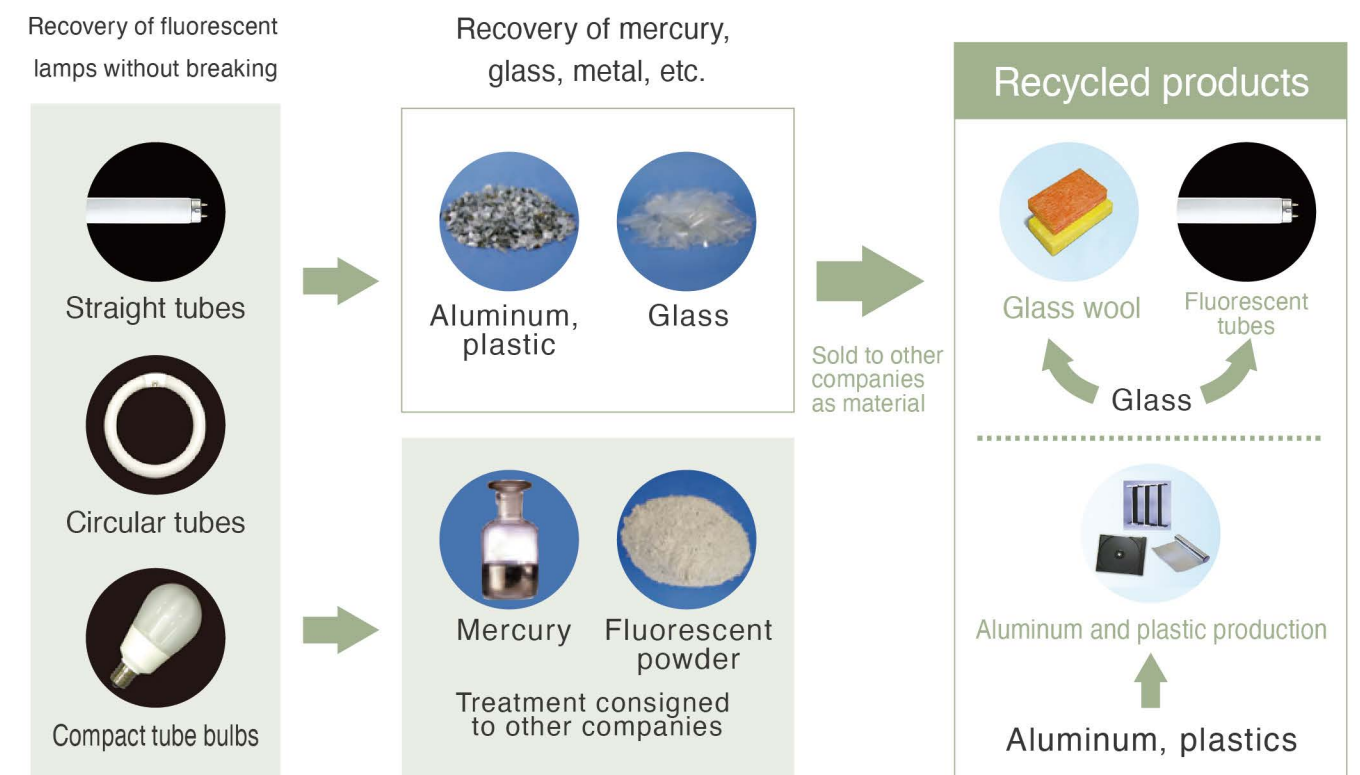 Recovery of fluorescent
lamps without breaking
Straight tubes
Circular tubes
Compact tube bulbs
Recovery of mercury,
glass, metal, etc.
Aluminum,
plastic
Glass
Mercury
Fluorescent
powder
Treatment consigned
to other companies
Sold to other
companies
as material
Recycled products
Glass wool
Fluorescent
tubes
Glass
Aluminum and plastic production
Aluminum, plastics